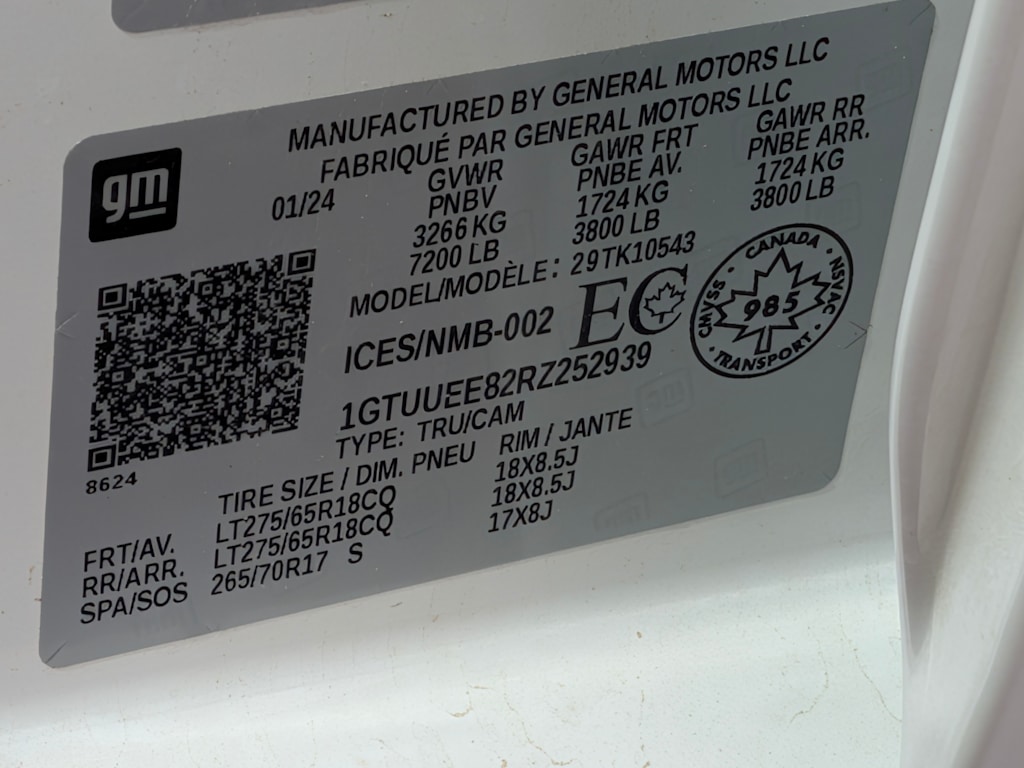 MANUFACTURED BY GENERAL MOTORS LLC
FABRIQUÉ PAR GENERAL MOTORS LLC
gm
01/24
GVWR GAWR FRT GAWR RR
PNBV PNBE AV. PNBE ARR.
3266 KG 1724 KG 1724 KG
7200 LB 3800 LB 3800 LB
MODEL/MODÈLE: 29TK10543
ICES/NMB-002 EC
CANADA · NSVAC · TRANSPORT · CMVSS ·
985
1GTUUEE82RZ252939
TYPE: TRU/CAM
8624
TIRE SIZE / DIM. PNEU RIM / JANTE
FRT/AV. LT275/65R18CQ 18X8.5J
RR/ARR. LT275/65R18CQ 18X8.5J
SPA/SOS 265/70R17 S 17X8J